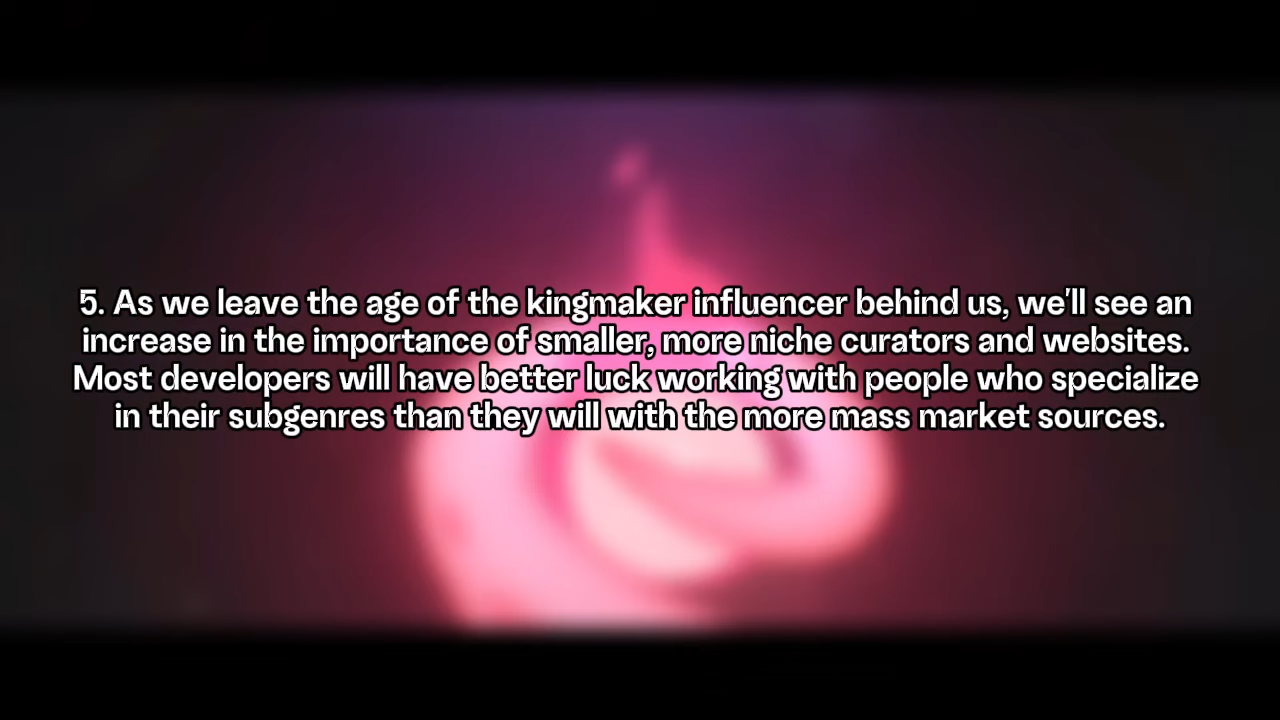 5. As we leave the age of the kingmaker influencer behind us, we'll see an
increase in the importance of smaller, more niche curators and websites.
Most developers will have better luck working with people who specialize
in their subgenres than they will with the more mass market sources.